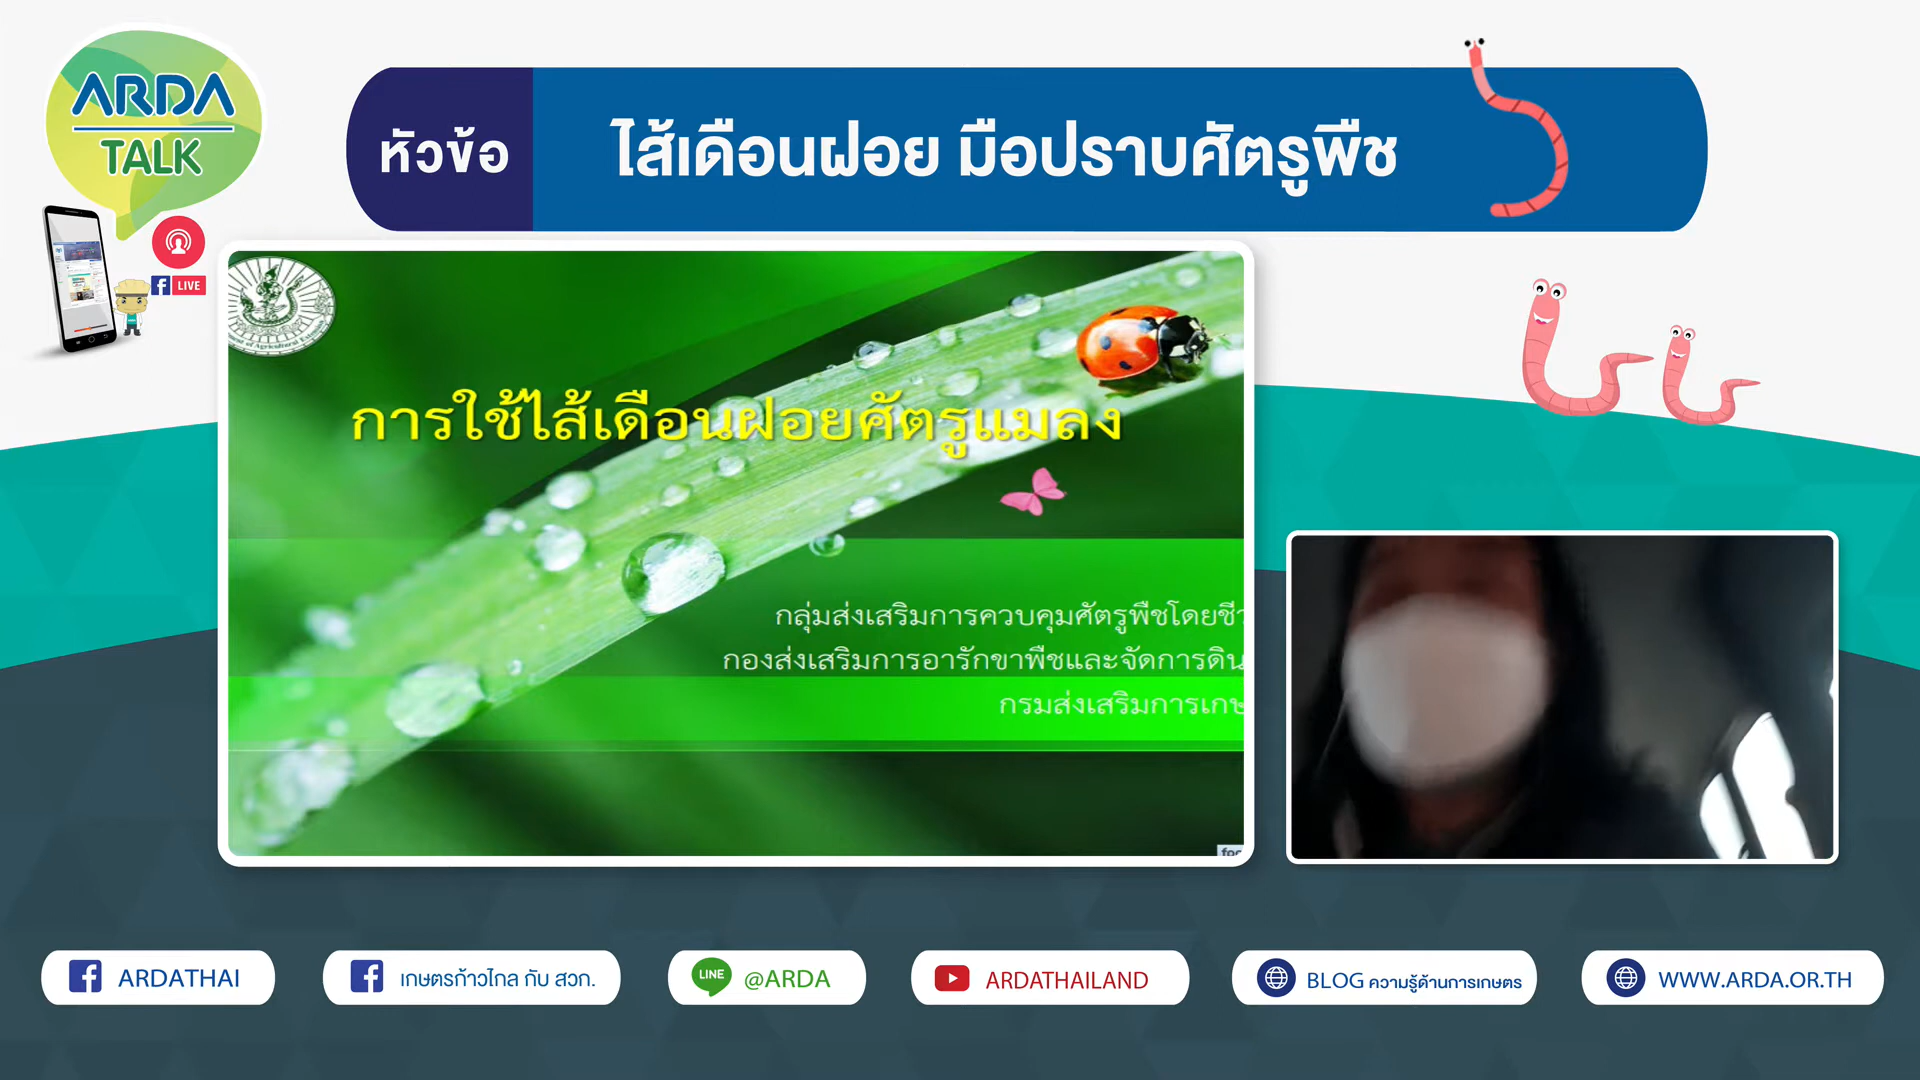 ARDA
TALK
LIVE
หัวข้อ
ไส้เดือนฝอย มือปราบศัตรูพืช
การใช้ไส้เดือนฝอยศัตรูแมลง
กลุ่มส่งเสริมการควบคุมศัตรูพืชโดยชีว
กองส่งเสริมการอารักขาพืชและจัดการดิน
กรมส่งเสริมการเกษ
ARDATHAI
เกษตรก้าวไกล กับ สวก.
LINE
@ARDA
ARDATHAILAND
BLOG ความรู้ด้านการเกษตร
WWW.ARDA.OR.TH